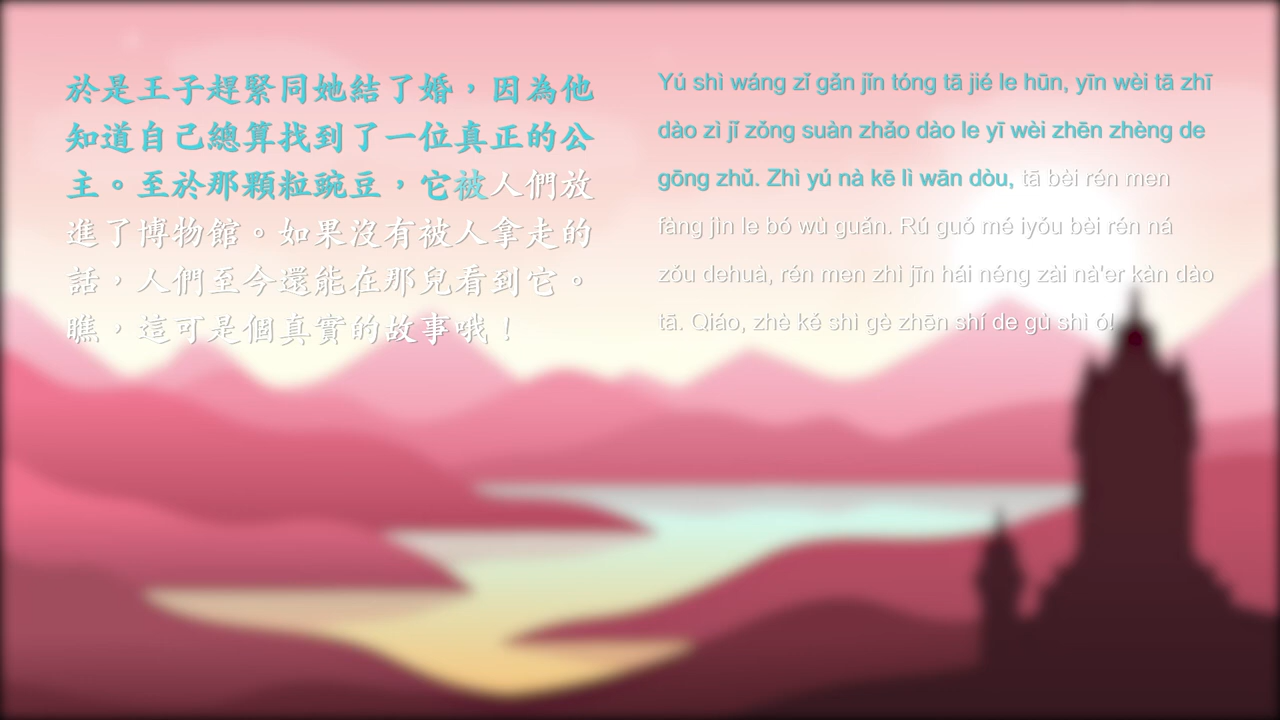 於是王子趕緊同她結了婚，因為他
知道自己總算找到了一位真正的公
主。至於那顆粒豌豆，它被人們放
進了博物館。如果沒有被人拿走的
話，人們至今還能在那兒看到它。
瞧，這可是個真實的故事哦！
Yú shì wáng zǐ gǎn jǐn tóng tā jié le hūn, yīn wèi tā zhī
dào zì jǐ zǒng suàn zhǎo dào le yī wèi zhēn zhèng de
gōng zhǔ. Zhì yú nà kē lì wān dòu, tā bèi rén men
fàng jìn le bó wù guán. Rú guǒ mé iyǒu bèi rén ná
zǒu dehuà, rén men zhì jīn hái néng zài nà'er kàn dào
tā. Qiáo, zhè ké shì gè zhēn shí de gù shì ó!